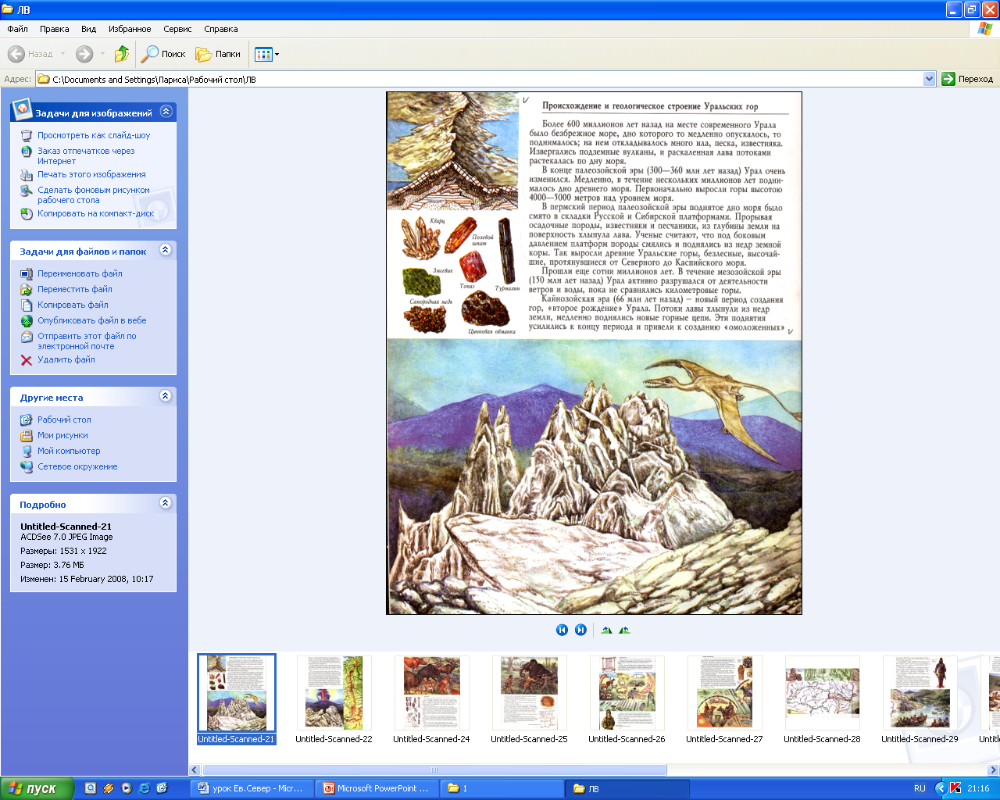 ЛВ
Файл Правка Вид Избранное Сервис Справка
Назад Поиск Папки
Адрес: C:\Documents and Settings\Лариса\Рабочий стол\ЛВ Переход
Задачи для изображений
Просмотреть как слайд-шоу
Заказ отпечатков через
Интернет
Печать этого изображения
Сделать фоновым рисунком
рабочего стола
Копировать на компакт-диск
Задачи для файлов и папок
Переименовать файл
Переместить файл
Копировать файл
Опубликовать файл в вебе
Отправить этот файл по
электронной почте
Удалить файл
Другие места
Рабочий стол
Мои рисунки
Мой компьютер
Сетевое окружение
Подробно
Untitled-Scanned-21
ACDSee 7.0 JPEG Image
Размеры: 1531 x 1922
Размер: 3.76 МБ
Изменен: 15 February 2008, 10:17
Происхождение и геологическое строение Уральских гор
Более 600 миллионов лет назад на месте современного Урала
было безбрежное море, дно которого то медленно опускалось, то
поднималось; на нем откладывалось много ила, песка, известняка.
Извергались подземные вулканы, и раскаленная лава потоками
растекалась по дну моря.
В конце палеозойской эры (300—360 млн лет назад) Урал очень
изменился. Медленно, в течение нескольких миллионов лет подни-
малось дно древнего моря. Первоначально выросли горы высотою
4000—5000 метров над уровнем моря.
В пермский период палеозойской эры поднятое дно моря было
смято в складки Русской и Сибирской платформами. Прорывая
осадочные породы, известняки и песчаники, из глубины земли на
поверхность хлынула лава. Ученые считают, что под боковым
давлением платформ породы смялись и поднялись из недр земной
коры. Так выросли древние Уральские горы, безлесные, высочай-
шие, протянувшиеся от Северного до Каспийского моря.
Прошли еще сотни миллионов лет. В течение мезозойской эры
(150 млн лет назад) Урал активно разрушался от деятельности
ветров и воды, пока не сравнялись километровые горы.
Кайнозойская эра (66 млн лет назад) — новый период создания
гор, «второе рождение» Урала. Потоки лавы хлынули из недр
земли, медленно поднялись новые горные цепи. Эти поднятия
усилились к концу периода и привели к созданию «омоложенных»
Кварц
Полевой
шпат
Змеевик
Топаз
Турмалин
Самородная медь
Цинковая обманка
Untitled-Scanned-21 Untitled-Scanned-22 Untitled-Scanned-24 Untitled-Scanned-25 Untitled-Scanned-26 Untitled-Scanned-27 Untitled-Scanned-28 Untitled-Scanned-29 Untitl
пуск урок Ев.Север - Micr... Microsoft PowerPoint ... 1 ЛВ RU 21:16